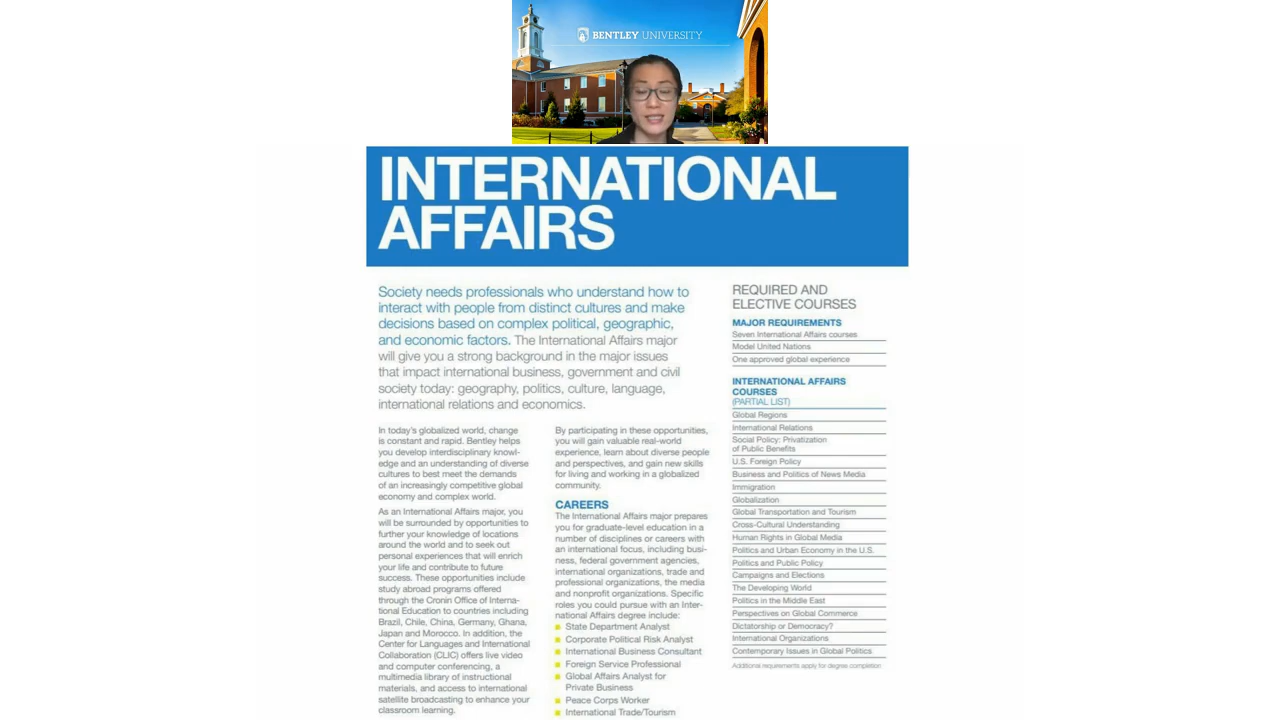 BENTLEY UNIVERSITY
INTERNATIONAL
AFFAIRS
Society needs professionals who understand how to
interact with people from distinct cultures and make
decisions based on complex political, geographic,
and economic factors. The International Affairs major
will give you a strong background in the major issues
that impact international business, government and civil
society today: geography, politics, culture, language,
international relations and economics.
In today's globalized world, change
is constant and rapid. Bentley helps
you develop interdisciplinary knowl-
edge and an understanding of diverse
cultures to best meet the demands
of an increasingly competitive global
economy and complex world.
As an International Affairs major, you
will be surrounded by opportunities to
further your knowledge of locations
around the world and to seek out
personal experiences that will enrich
your life and contribute to future
success. These opportunities include
study abroad programs offered
through the Cronin Office of Interna-
tional Education to countries including
Brazil, Chile, China, Germany, Ghana,
Japan and Morocco. In addition, the
Center for Languages and International
Collaboration (CLIC) offers live video
and computer conferencing, a
multimedia library of instructional
materials, and access to international
satellite broadcasting to enhance your
classroom learning.
By participating in these opportunities,
you will gain valuable real-world
experience, learn about diverse people
and perspectives, and gain new skills
for living and working in a globalized
community.
CAREERS
The International Affairs major prepares
you for graduate-level education in a
number of disciplines or careers with
an international focus, including busi-
ness, federal government agencies,
international organizations, trade and
professional organizations, the media
and nonprofit organizations. Specific
roles you could pursue with an Inter-
national Affairs degree include:
State Department Analyst
Corporate Political Risk Analyst
International Business Consultant
Foreign Service Professional
Global Affairs Analyst for
Private Business
Peace Corps Worker
International Trade/Tourism
REQUIRED AND
ELECTIVE COURSES
MAJOR REQUIREMENTS
Seven International Affairs courses
Model United Nations
One approved global experience
INTERNATIONAL AFFAIRS
COURSES
(PARTIAL LIST)
Global Regions
International Relations
Social Policy: Privatization
of Public Benefits
U.S. Foreign Policy
Business and Politics of News Media
Immigration
Globalization
Global Transportation and Tourism
Cross-Cultural Understanding
Human Rights in Global Media
Politics and Urban Economy in the U.S.
Politics and Public Policy
Campaigns and Elections
The Developing World
Politics in the Middle East
Perspectives on Global Commerce
Dictatorship or Democracy?
International Organizations
Contemporary Issues in Global Politics
Additional requirements apply for degree completion